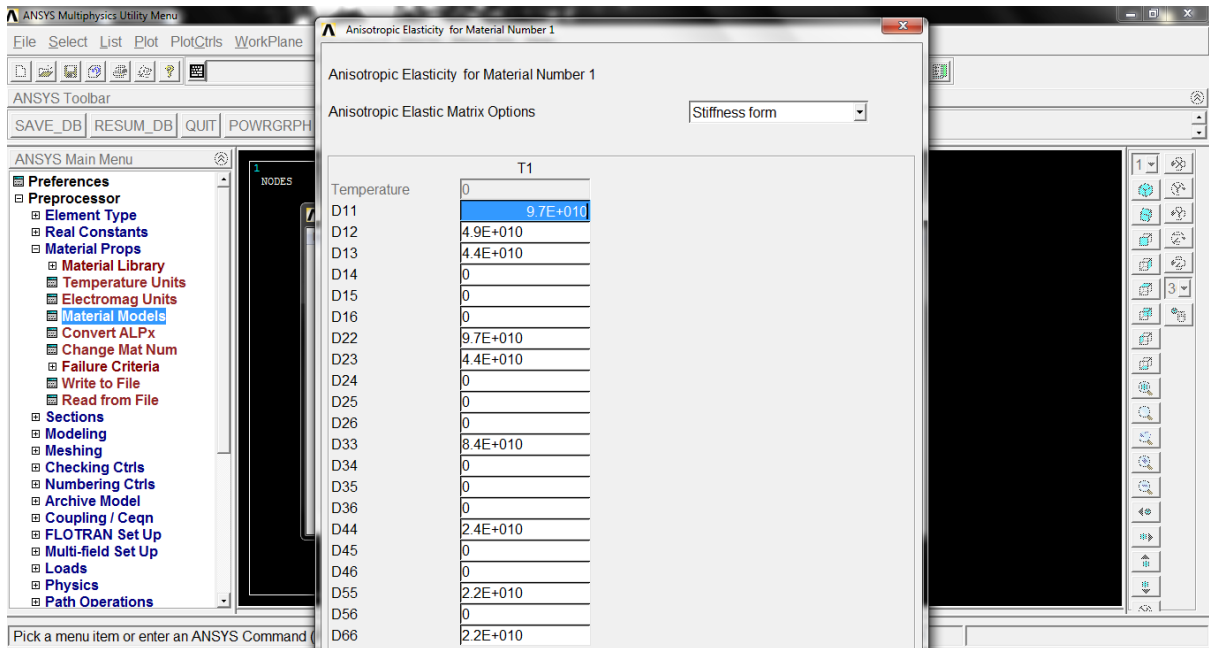 ANSYS Multiphysics Utility Menu
File Select List Plot PlotCtrls WorkPlane
ANSYS Toolbar
SAVE_DB RESUM_DB QUIT POWRGRPH
ANSYS Main Menu
Preferences
Preprocessor
Element Type
Real Constants
Material Props
Material Library
Temperature Units
Electromag Units
Material Models
Convert ALPx
Change Mat Num
Failure Criteria
Write to File
Read from File
Sections
Modeling
Meshing
Checking Ctrls
Numbering Ctrls
Archive Model
Coupling / Ceqn
FLOTRAN Set Up
Multi-field Set Up
Loads
Physics
Path Operations
Pick a menu item or enter an ANSYS Command (
1
NODES
Anisotropic Elasticity for Material Number 1
Anisotropic Elasticity for Material Number 1
Anisotropic Elastic Matrix Options Stiffness form
T1
Temperature 0
D11 9.7E+010
D12 4.9E+010
D13 4.4E+010
D14 0
D15 0
D16 0
D22 9.7E+010
D23 4.4E+010
D24 0
D25 0
D26 0
D33 8.4E+010
D34 0
D35 0
D36 0
D44 2.4E+010
D45 0
D46 0
D55 2.2E+010
D56 0
D66 2.2E+010
1
3